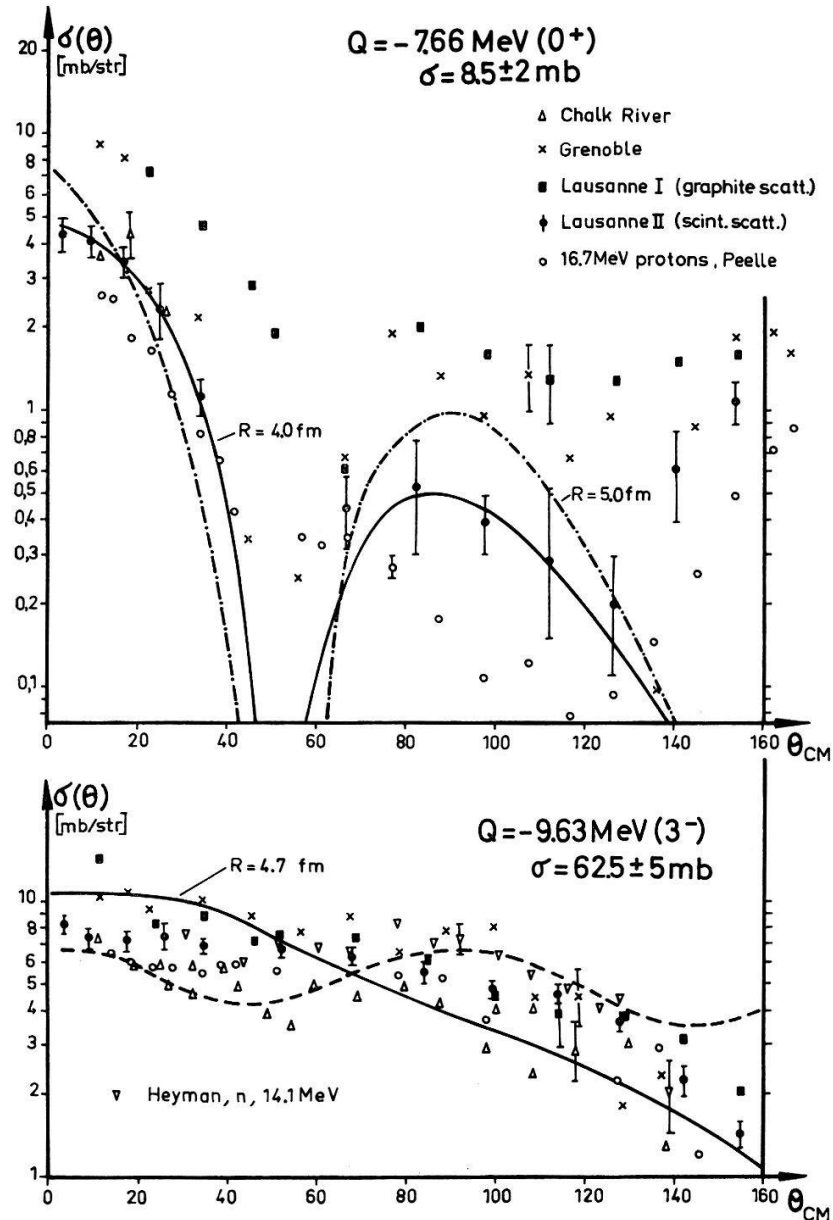 σ(θ)
[mb/str]
Q = -7.66 MeV (0+)
σ = 8.5 ± 2 mb
Δ Chalk River
× Grenoble
■ Lausanne I (graphite scatt.)
● Lausanne II (scint. scatt.)
○ 16.7 MeV protons, Peelle
20
10
8
6
5
4
3
2
1
0,8
0,6
0,5
0,4
0,3
0,2
0,1
R = 4.0 fm
R = 5.0 fm
0 20 40 60 80 100 120 140 160 θCM
σ(θ)
[mb/str]
Q = -9.63 MeV (3-)
σ = 62.5 ± 5 mb
R = 4.7 fm
10
8
6
5
4
2
1
▽ Heyman, n, 14.1 MeV
0 20 40 60 80 100 120 140 160 θCM